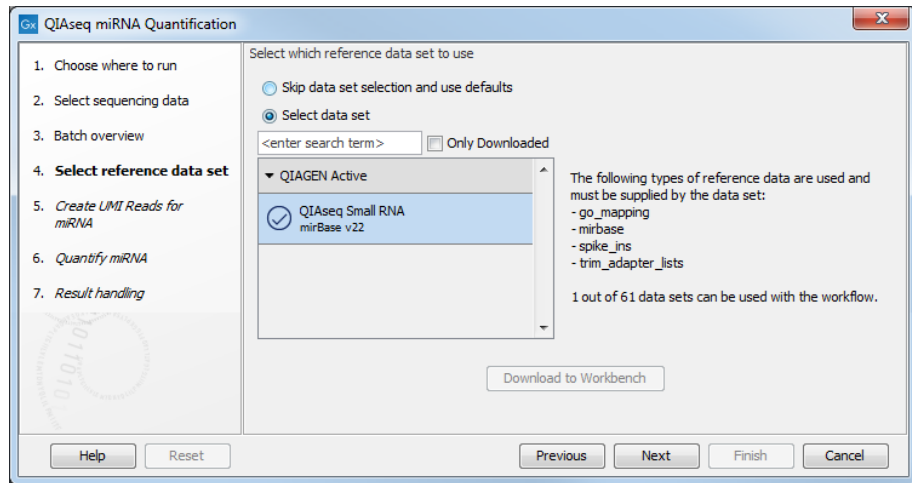 Gx QIAseq miRNA Quantification
1. Choose where to run
2. Select sequencing data
3. Batch overview
4. Select reference data set
5. Create UMI Reads for
miRNA
6. Quantify miRNA
7. Result handling
Select which reference data set to use
Skip data set selection and use defaults
Select data set
<enter search term> Only Downloaded
QIAGEN Active
QIAseq Small RNA
mirBase v22
The following types of reference data are used and
must be supplied by the data set:
- go_mapping
- mirbase
- spike_ins
- trim_adapter_lists
1 out of 61 data sets can be used with the workflow.
Download to Workbench
Help Reset Previous Next Finish Cancel